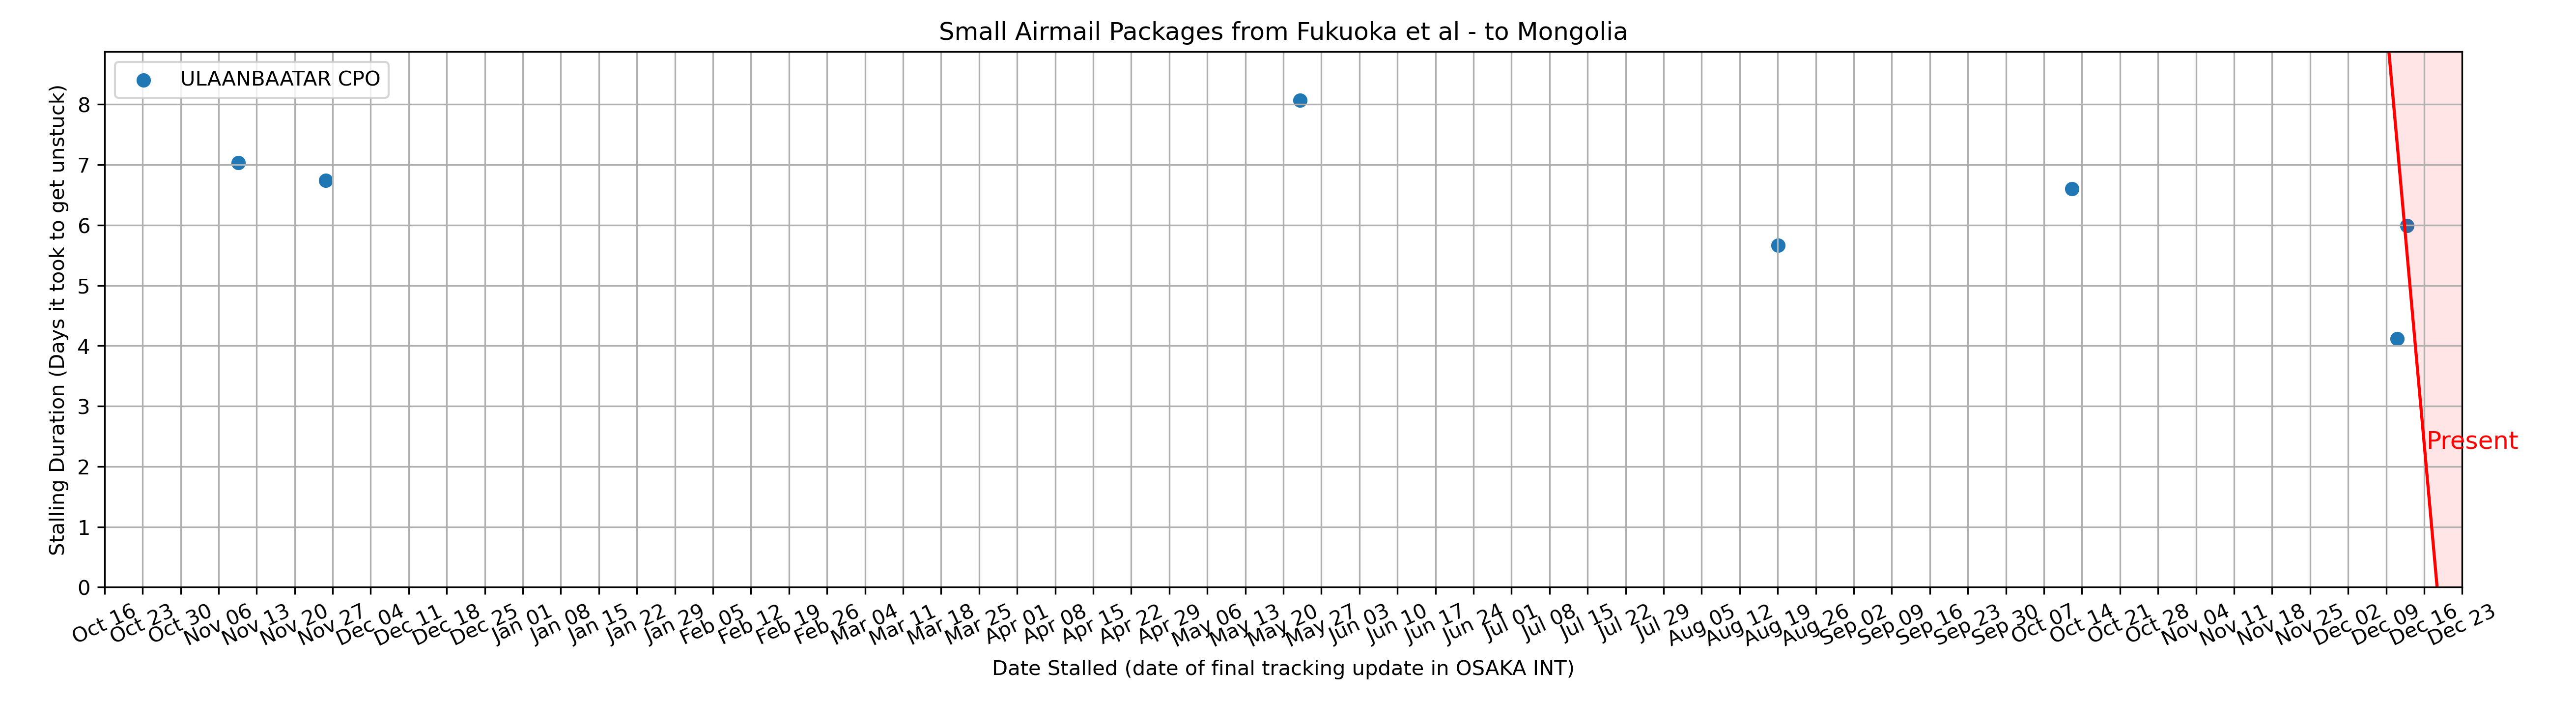 Small Airmail Packages from Fukuoka et al - to Mongolia
ULAANBAATAR CPO
Stalling Duration (Days it took to get unstuck)
8
7
6
5
4
3
2
1
0
Present
Oct 16
Oct 23
Oct 30
Nov 06
Nov 13
Nov 20
Nov 27
Dec 04
Dec 11
Dec 18
Dec 25
Jan 01
Jan 08
Jan 15
Jan 22
Jan 29
Feb 05
Feb 12
Feb 19
Feb 26
Mar 04
Mar 11
Mar 18
Mar 25
Apr 01
Apr 08
Apr 15
Apr 22
Apr 29
May 06
May 13
May 20
May 27
Jun 03
Jun 10
Jun 17
Jun 24
Jul 01
Jul 08
Jul 15
Jul 22
Jul 29
Aug 05
Aug 12
Aug 19
Aug 26
Sep 02
Sep 09
Sep 16
Sep 23
Sep 30
Oct 07
Oct 14
Oct 21
Oct 28
Nov 04
Nov 11
Nov 18
Nov 25
Dec 02
Dec 09
Dec 16
Dec 23
Date Stalled (date of final tracking update in OSAKA INT)